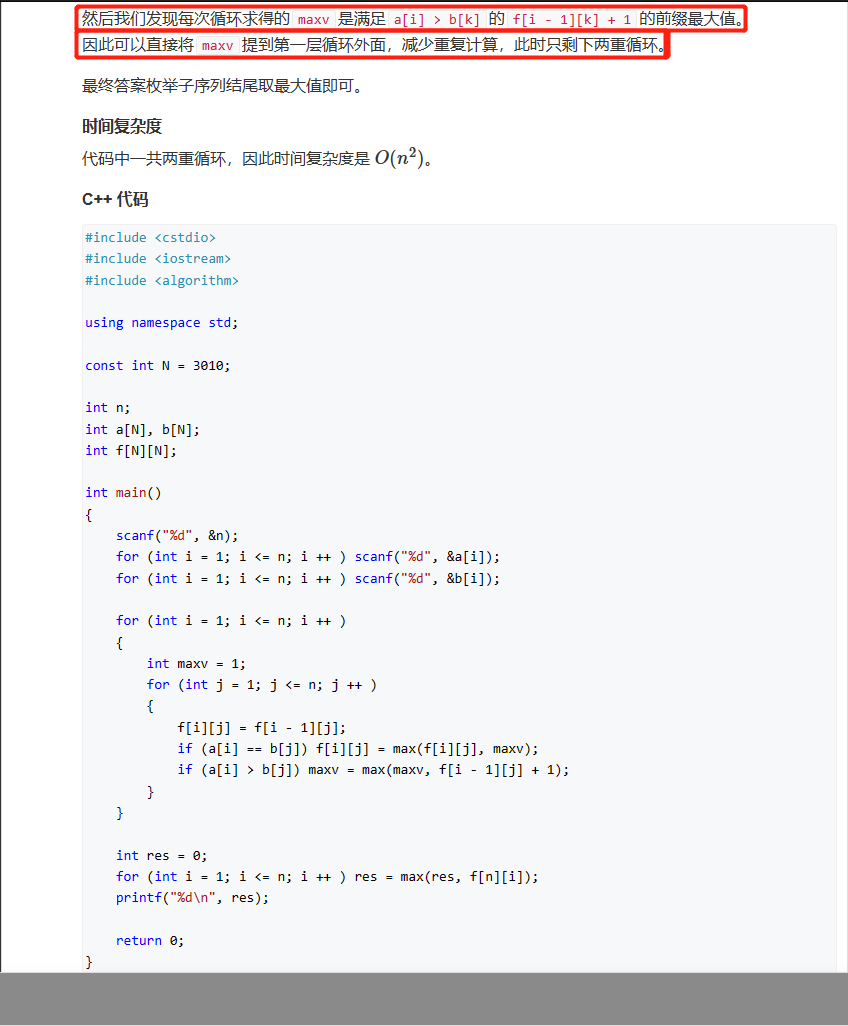 然后我们发现每次循环求得的 maxv 是满足 a[i] > b[k] 的 f[i - 1][k] + 1 的前缀最大值。
因此可以直接将 maxv 提到第一层循环外面，减少重复计算，此时只剩下两重循环。
最终答案枚举子序列结尾取最大值即可。
时间复杂度
代码中一共两重循环，因此时间复杂度是 O(n²)。
C++ 代码
#include <cstdio>
#include <iostream>
#include <algorithm>
using namespace std;
const int N = 3010;
int n;
int a[N], b[N];
int f[N][N];
int main()
{
    scanf("%d", &n);
    for (int i = 1; i <= n; i ++ ) scanf("%d", &a[i]);
    for (int i = 1; i <= n; i ++ ) scanf("%d", &b[i]);
    for (int i = 1; i <= n; i ++ )
    {
        int maxv = 1;
        for (int j = 1; j <= n; j ++ )
        {
            f[i][j] = f[i - 1][j];
            if (a[i] == b[j]) f[i][j] = max(f[i][j], maxv);
            if (a[i] > b[j]) maxv = max(maxv, f[i - 1][j] + 1);
        }
    }
    int res = 0;
    for (int i = 1; i <= n; i ++ ) res = max(res, f[n][i]);
    printf("%d\n", res);
    return 0;
}